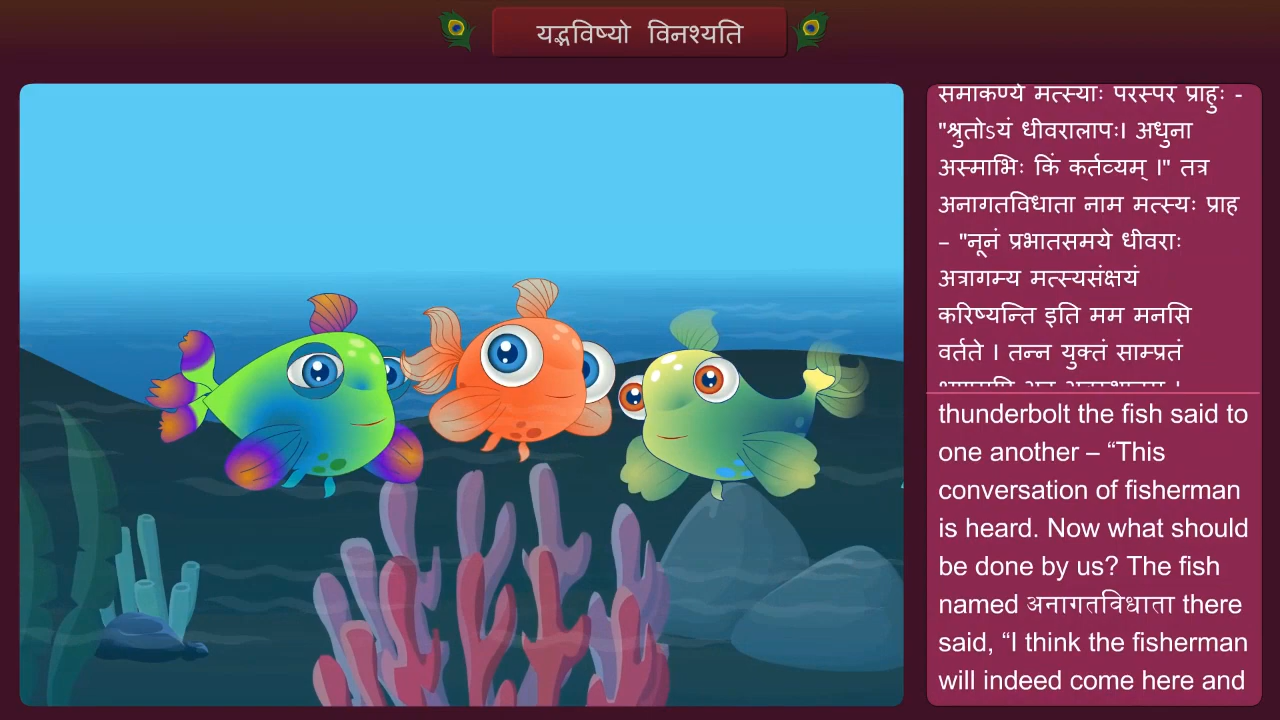 यद्भविष्यो विनश्यति
समाकर्ण्य मत्स्याः परस्परं प्राहुः -
"श्रुतोऽयं धीवरालापः। अधुना
अस्माभिः किं कर्तव्यम् ।" तत्र
अनागतविधाता नाम मत्स्यः प्राह
– "नूनं प्रभातसमये धीवराः
अत्रागम्य मत्स्यसंक्षयं
करिष्यन्ति इति मम मनसि
वर्तते । तन्न युक्तं साम्प्रतं
thunderbolt the fish said to
one another – “This
conversation of fisherman
is heard. Now what should
be done by us? The fish
named अनागतविधाता there
said, “I think the fisherman
will indeed come here and